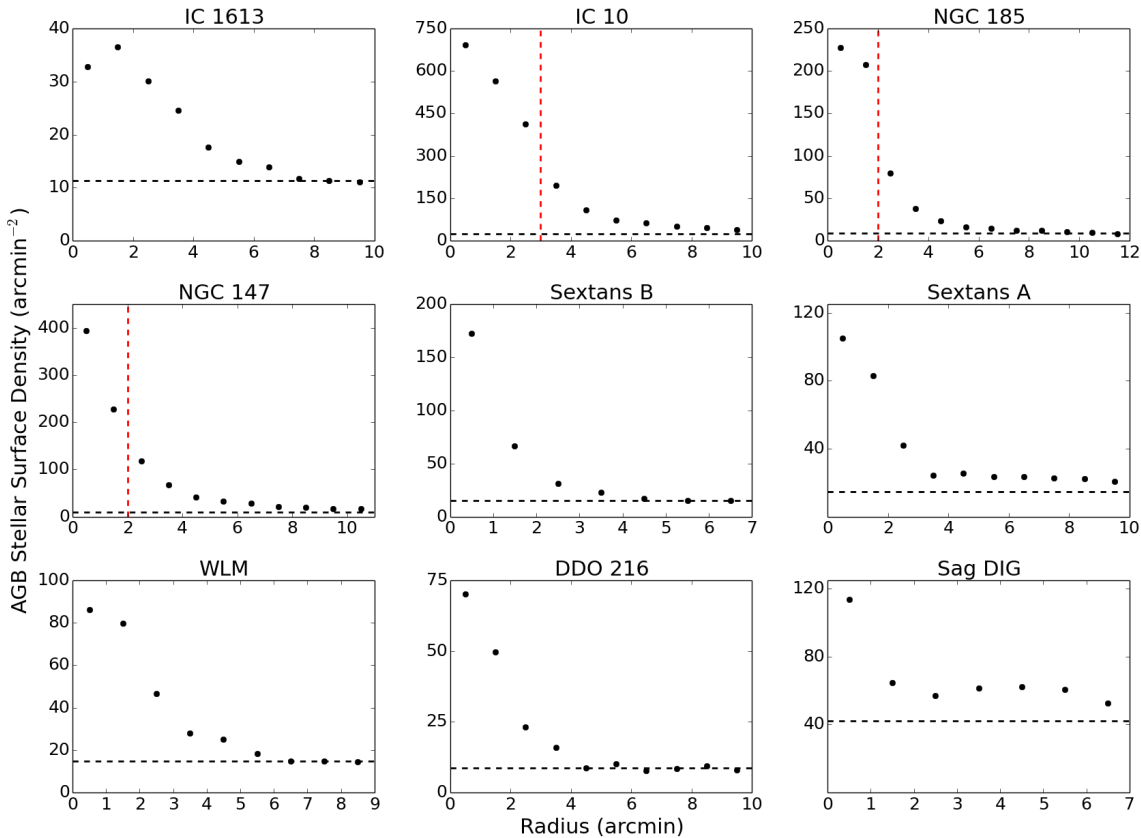 IC 1613
IC 10
NGC 185
40
30
20
10
0
0 2 4 6 8 10
750
600
450
300
150
0
0 2 4 6 8 10
250
200
150
100
50
0
0 2 4 6 8 10 12
NGC 147
Sextans B
Sextans A
400
300
200
100
0
0 2 4 6 8 10
200
150
100
50
0
0 1 2 3 4 5 6 7
120
80
40
0 2 4 6 8 10
WLM
DDO 216
Sag DIG
100
80
60
40
20
0
0 1 2 3 4 5 6 7 8 9
75
50
25
0
0 2 4 6 8 10
120
80
40
0 1 2 3 4 5 6 7
AGB Stellar Surface Density (arcmin⁻²)
Radius (arcmin)